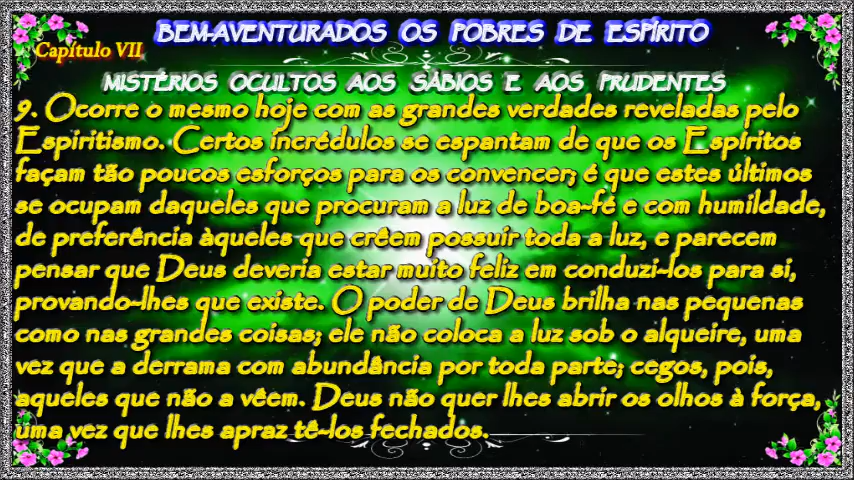 BEM-AVENTURADOS OS POBRES DE ESPÍRITO
Capítulo VII
MISTÉRIOS OCULTOS AOS SÁBIOS E AOS PRUDENTES
9. Ocorre o mesmo hoje com as grandes verdades reveladas pelo
Espiritismo. Certos incrédulos se espantam de que os Espíritos
façam tão poucos esforços para os convencer; é que estes últimos
se ocupam daqueles que procuram a luz de boa-fé e com humildade,
de preferência àqueles que crêem possuir toda a luz, e parecem
pensar que Deus deveria estar muito feliz em conduzi-los para si,
provando-lhes que existe. O poder de Deus brilha nas pequenas
como nas grandes coisas; ele não coloca a luz sob o alqueire, uma
vez que a derrama com abundância por toda parte; cegos, pois,
aqueles que não a vêem. Deus não quer lhes abrir os olhos à força,
uma vez que lhes apraz tê-los fechados.